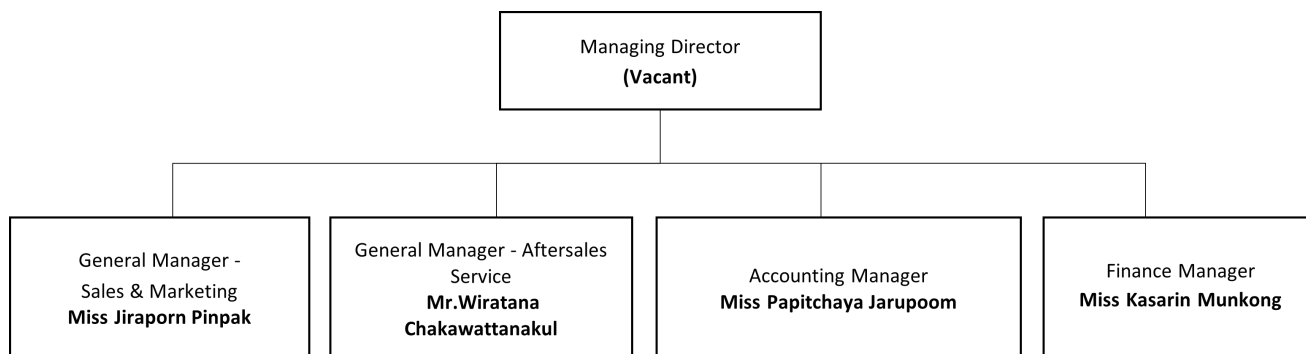 Managing Director
(Vacant)
General Manager -
Sales & Marketing
Miss Jiraporn Pinpak
General Manager - Aftersales
Service
Mr.Wiratana
Chakawattanakul
Accounting Manager
Miss Papitchaya Jarupoom
Finance Manager
Miss Kasarin Munkong